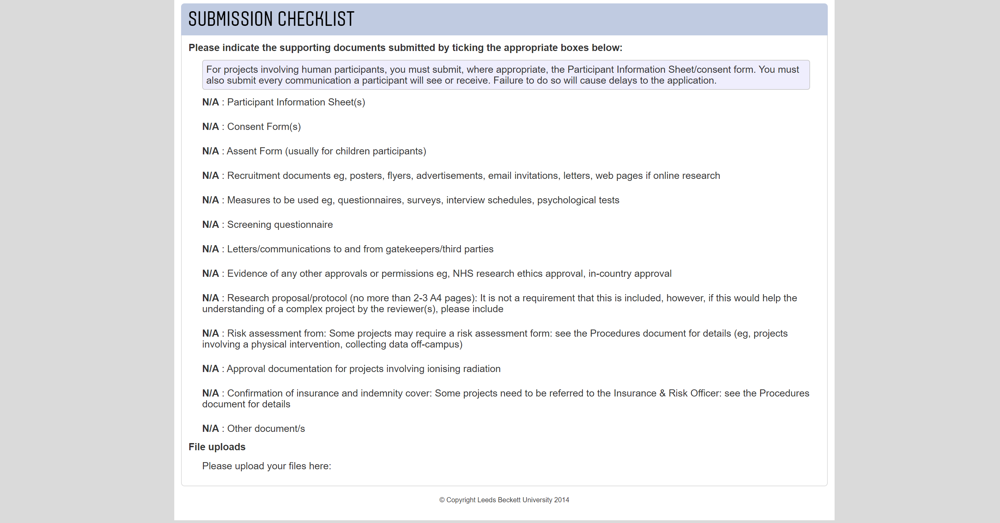 SUBMISSION CHECKLIST
Please indicate the supporting documents submitted by ticking the appropriate boxes below:
For projects involving human participants, you must submit, where appropriate, the Participant Information Sheet/consent form. You must
also submit every communication a participant will see or receive. Failure to do so will cause delays to the application.
N/A : Participant Information Sheet(s)
N/A : Consent Form(s)
N/A : Assent Form (usually for children participants)
N/A : Recruitment documents eg, posters, flyers, advertisements, email invitations, letters, web pages if online research
N/A : Measures to be used eg, questionnaires, surveys, interview schedules, psychological tests
N/A : Screening questionnaire
N/A : Letters/communications to and from gatekeepers/third parties
N/A : Evidence of any other approvals or permissions eg, NHS research ethics approval, in-country approval
N/A : Research proposal/protocol (no more than 2-3 A4 pages): It is not a requirement that this is included, however, if this would help the
understanding of a complex project by the reviewer(s), please include
N/A : Risk assessment from: Some projects may require a risk assessment form: see the Procedures document for details (eg, projects
involving a physical intervention, collecting data off-campus)
N/A : Approval documentation for projects involving ionising radiation
N/A : Confirmation of insurance and indemnity cover: Some projects need to be referred to the Insurance & Risk Officer: see the Procedures
document for details
N/A : Other document/s
File uploads
Please upload your files here:
© Copyright Leeds Beckett University 2014